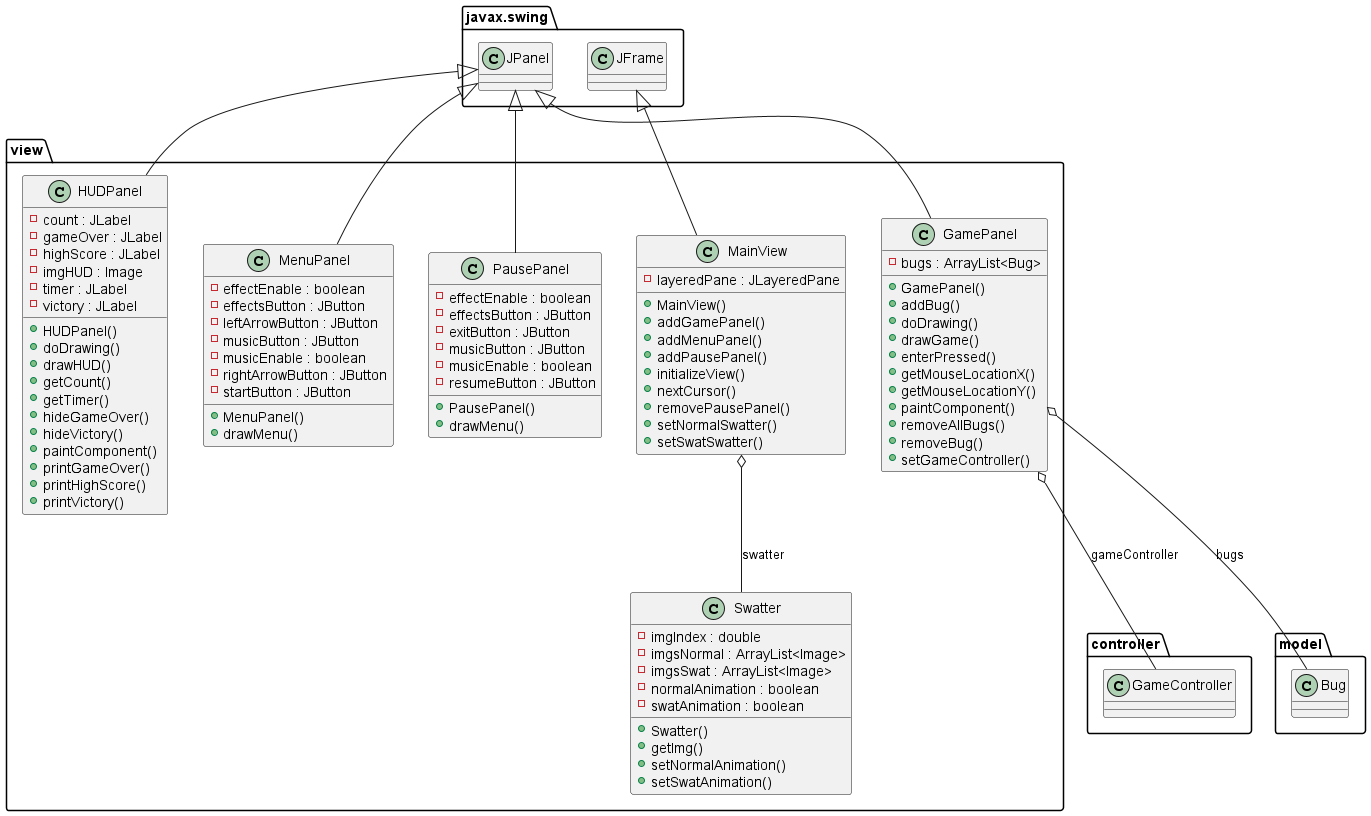 javax.swing
C JPanel
C JFrame
view
C HUDPanel
count : JLabel
gameOver : JLabel
highScore : JLabel
imgHUD : Image
timer : JLabel
victory : JLabel
HUDPanel()
doDrawing()
drawHUD()
getCount()
getTimer()
hideGameOver()
hideVictory()
paintComponent()
printGameOver()
printHighScore()
printVictory()
C MenuPanel
effectEnable : boolean
effectsButton : JButton
leftArrowButton : JButton
musicButton : JButton
musicEnable : boolean
rightArrowButton : JButton
startButton : JButton
MenuPanel()
drawMenu()
C PausePanel
effectEnable : boolean
effectsButton : JButton
exitButton : JButton
musicButton : JButton
musicEnable : boolean
resumeButton : JButton
PausePanel()
drawMenu()
C MainView
layeredPane : JLayeredPane
MainView()
addGamePanel()
addMenuPanel()
addPausePanel()
initializeView()
nextCursor()
removePausePanel()
setNormalSwatter()
setSwatSwatter()
C GamePanel
bugs : ArrayList<Bug>
GamePanel()
addBug()
doDrawing()
drawGame()
enterPressed()
getMouseLocationX()
getMouseLocationY()
paintComponent()
removeAllBugs()
removeBug()
setGameController()
swatter
gameController
bugs
C Swatter
imgIndex : double
imgsNormal : ArrayList<Image>
imgsSwat : ArrayList<Image>
normalAnimation : boolean
swatAnimation : boolean
Swatter()
getImg()
setNormalAnimation()
setSwatAnimation()
controller
C GameController
model
C Bug